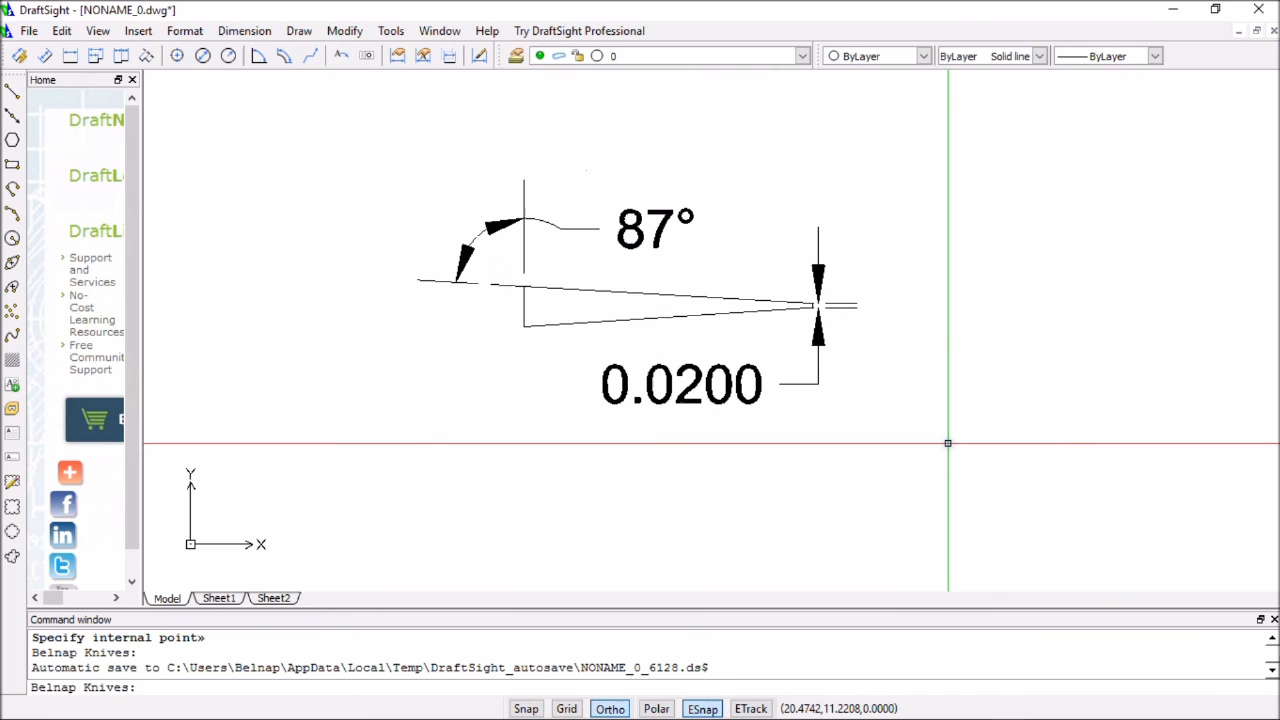 DraftSight - [NONAME_0.dwg*]
File Edit View Insert Format Dimension Draw Modify Tools Window Help Try DraftSight Professional
0 ByLayer ByLayer Solid line ByLayer
Home
DraftN
DraftL
DraftLi
Support
and
Services
No-
Cost
Learning
Resources
Free
Communit
Support
87°
0.0200
Y
X
Model Sheet1 Sheet2
Command window
Specify internal point»
Belnap Knives:
Automatic save to C:\Users\Belnap\AppData\Local\Temp\DraftSight_autosave\NONAME_0_6128.ds$
Belnap Knives:
Snap Grid Ortho Polar ESnap ETrack (20.4742,11.2208,0.0000)